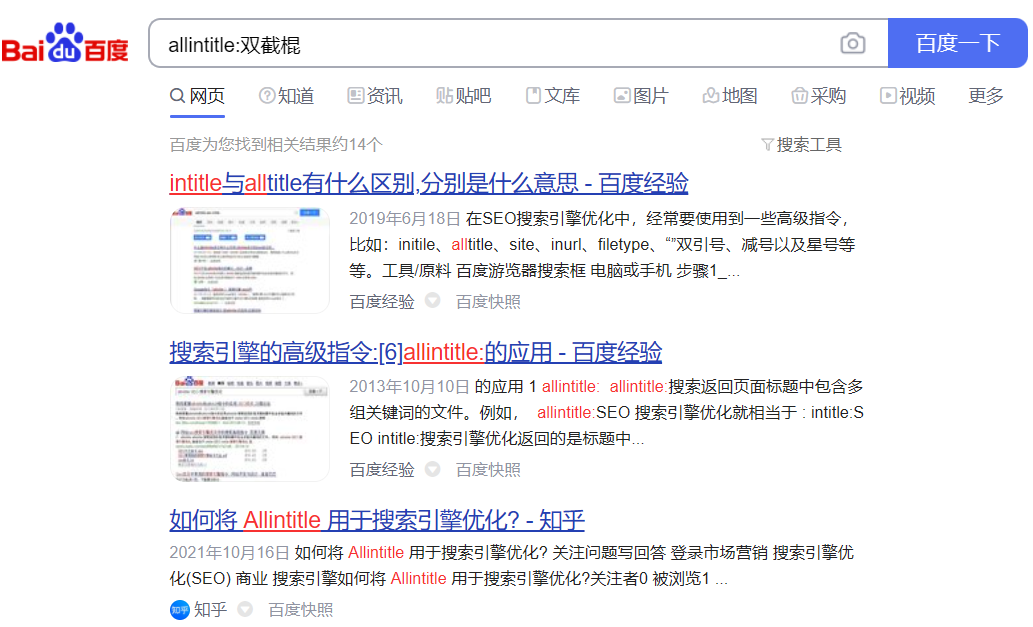 Bai du 百度
allintitle:双截棍
百度一下
网页 知道 资讯 贴吧 文库 图片 地图 采购 视频 更多
百度为您找到相关结果约14个 搜索工具
intitle与alltitle有什么区别,分别是什么意思 - 百度经验
2019年6月18日 在SEO搜索引擎优化中，经常要使用到一些高级指令，
比如：initile、alltitle、site、inurl、filetype、“”双引号、减号以及星号等
等。工具/原料 百度游览器搜索框 电脑或手机 步骤1_...
百度经验 百度快照
搜索引擎的高级指令:[6]allintitle:的应用 - 百度经验
2013年10月10日 的应用 1 allintitle: allintitle:搜索返回页面标题中包含多
组关键词的文件。例如， allintitle:SEO 搜索引擎优化就相当于 : intitle:S
EO intitle:搜索引擎优化返回的是标题中...
百度经验 百度快照
如何将 Allintitle 用于搜索引擎优化? - 知乎
2021年10月16日 如何将 Allintitle 用于搜索引擎优化? 关注问题写回答 登录市场营销 搜索引擎优
化(SEO) 商业 搜索引擎如何将 Allintitle 用于搜索引擎优化?关注者0 被浏览1 ...
知乎 知乎 百度快照